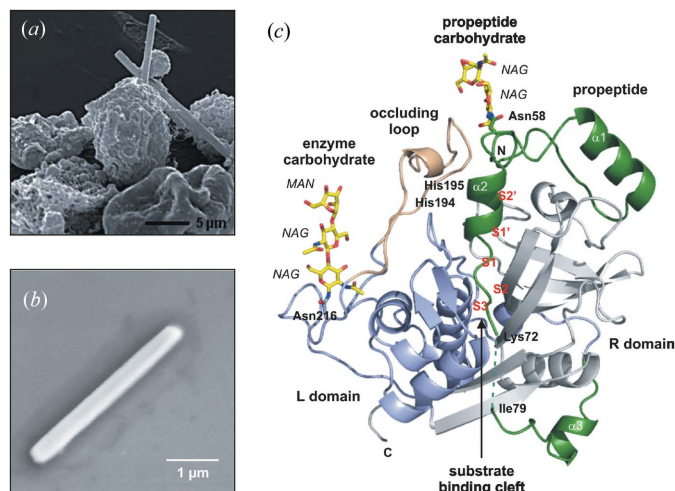 (a)
5 µm
(b)
1 µm
(c)
propeptide
carbohydrate
NAG
NAG
Asn58
propeptide
occluding
loop
enzyme
carbohydrate
N
α1
MAN
His195
His194
α2
S2'
S1'
NAG
S1
NAG
S2
S3
Asn216
Lys72
R domain
L domain
Ile79
α3
C
substrate
binding cleft